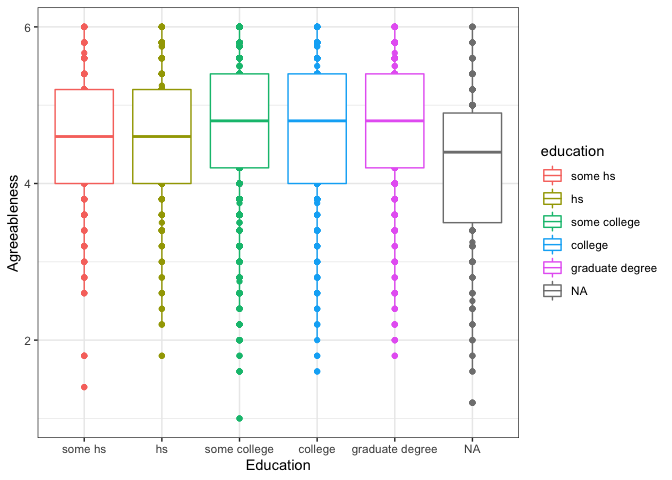 6
4
2
Agreeableness
some hs
hs
some college
college
graduate degree
NA
Education
education
some hs
hs
some college
college
graduate degree
NA